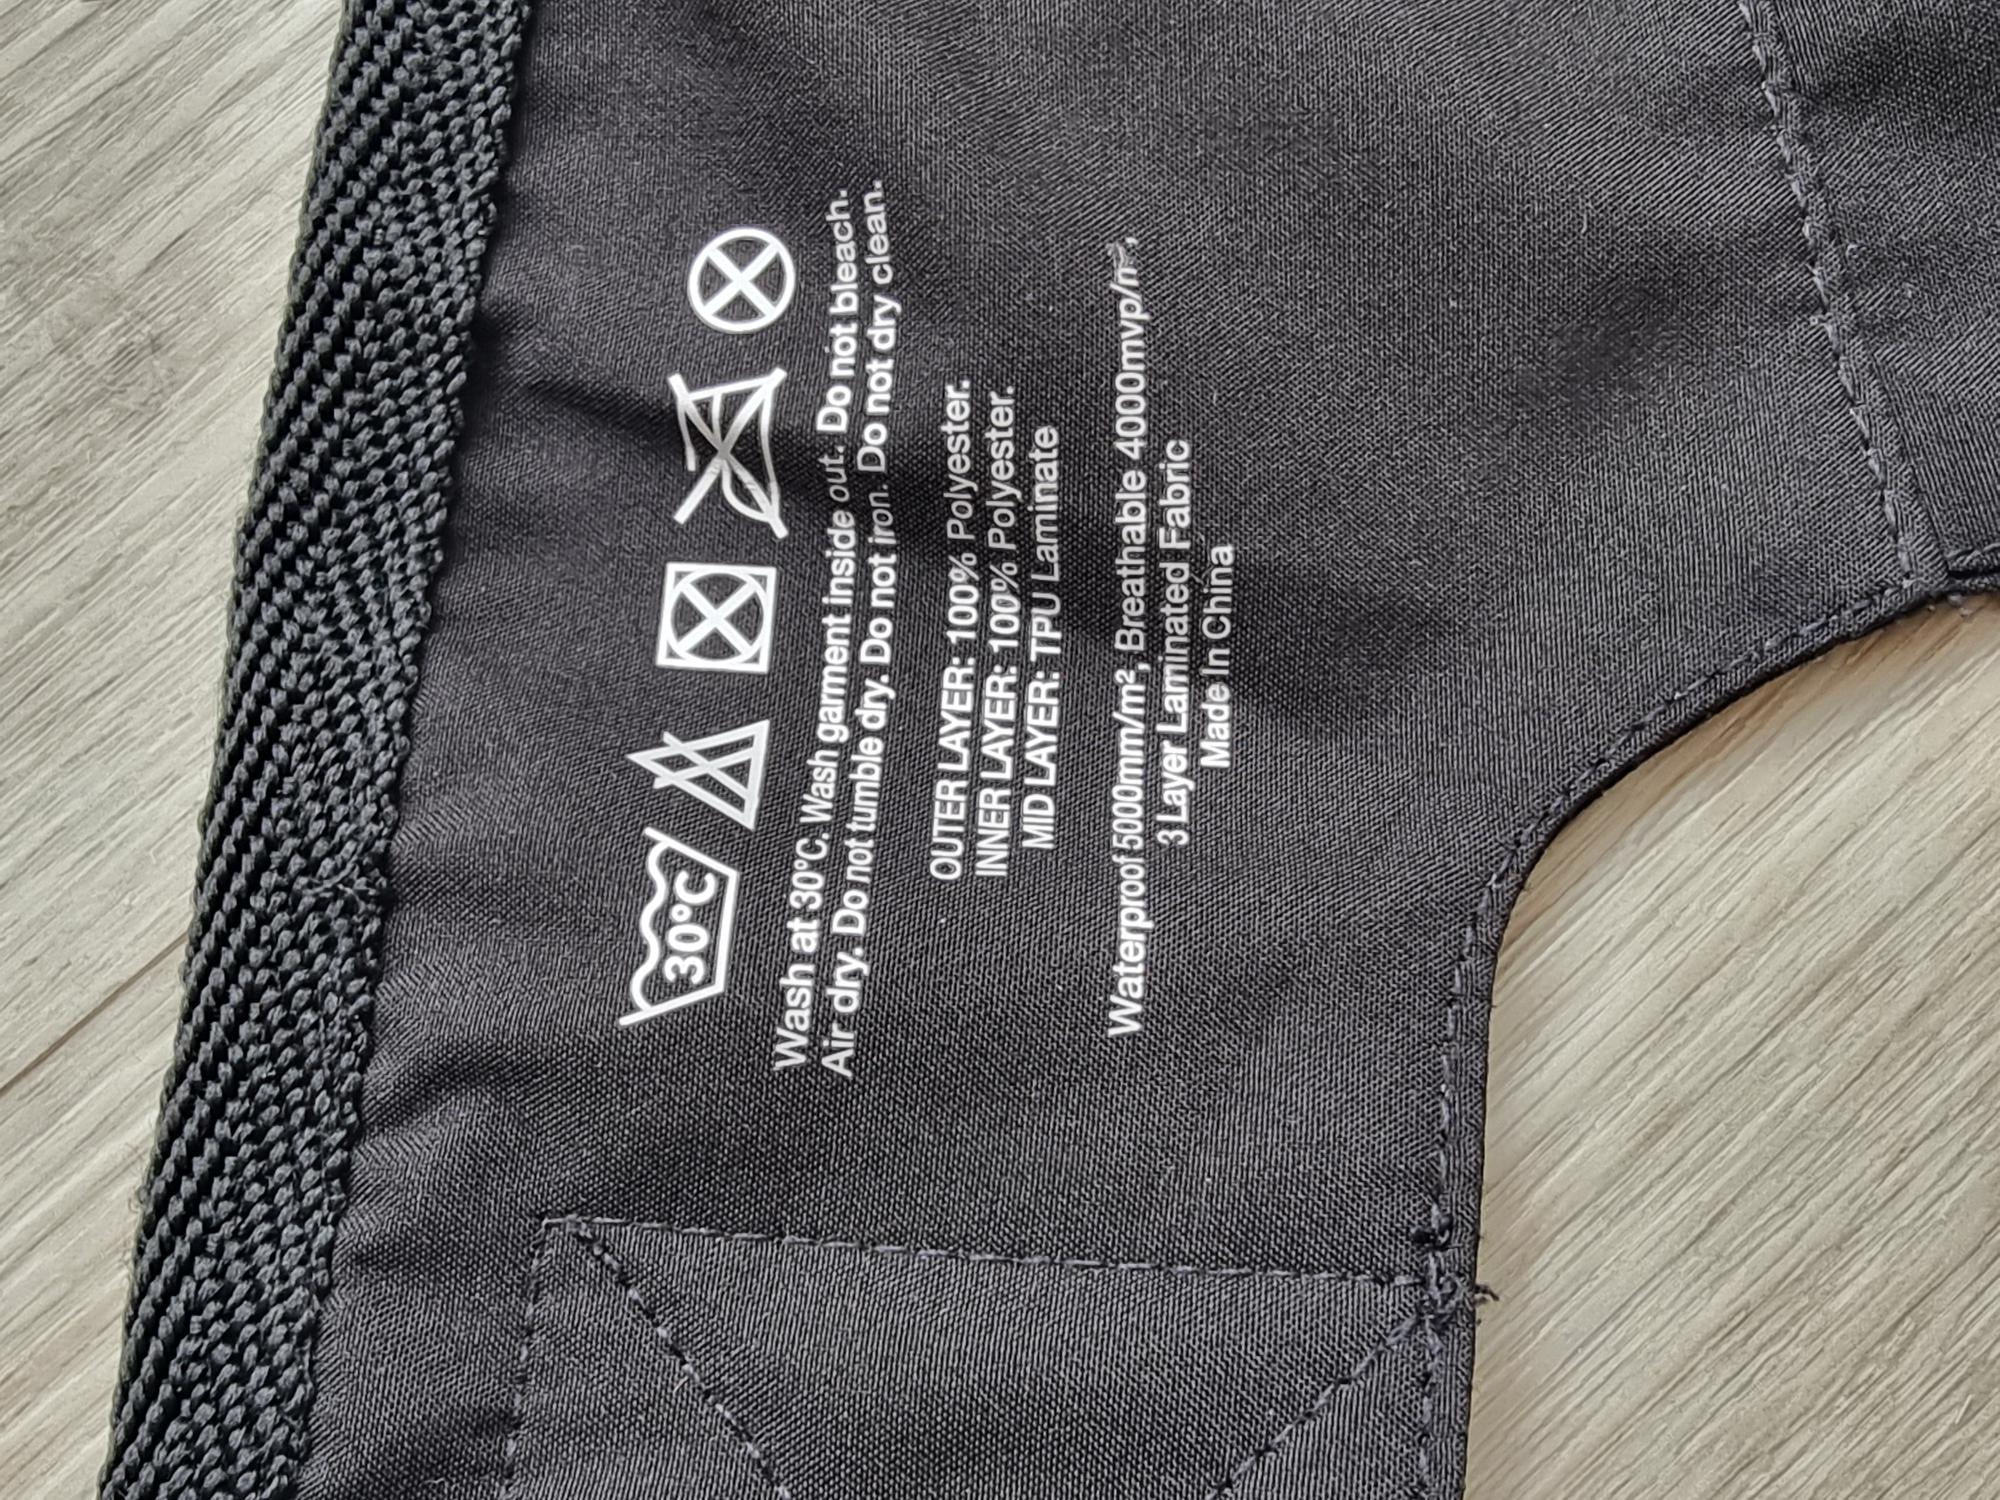 30°C
Wash at 30°C. Wash garment inside out. Do not bleach.
Air dry. Do not tumble dry. Do not iron. Do not dry clean.
OUTER LAYER: 100% Polyester.
INNER LAYER: 100% Polyester.
MID LAYER: TPU Laminate
Waterproof 5000mm/m², Breathable 4000mvp/m²,
3 Layer Laminated Fabric
Made in China